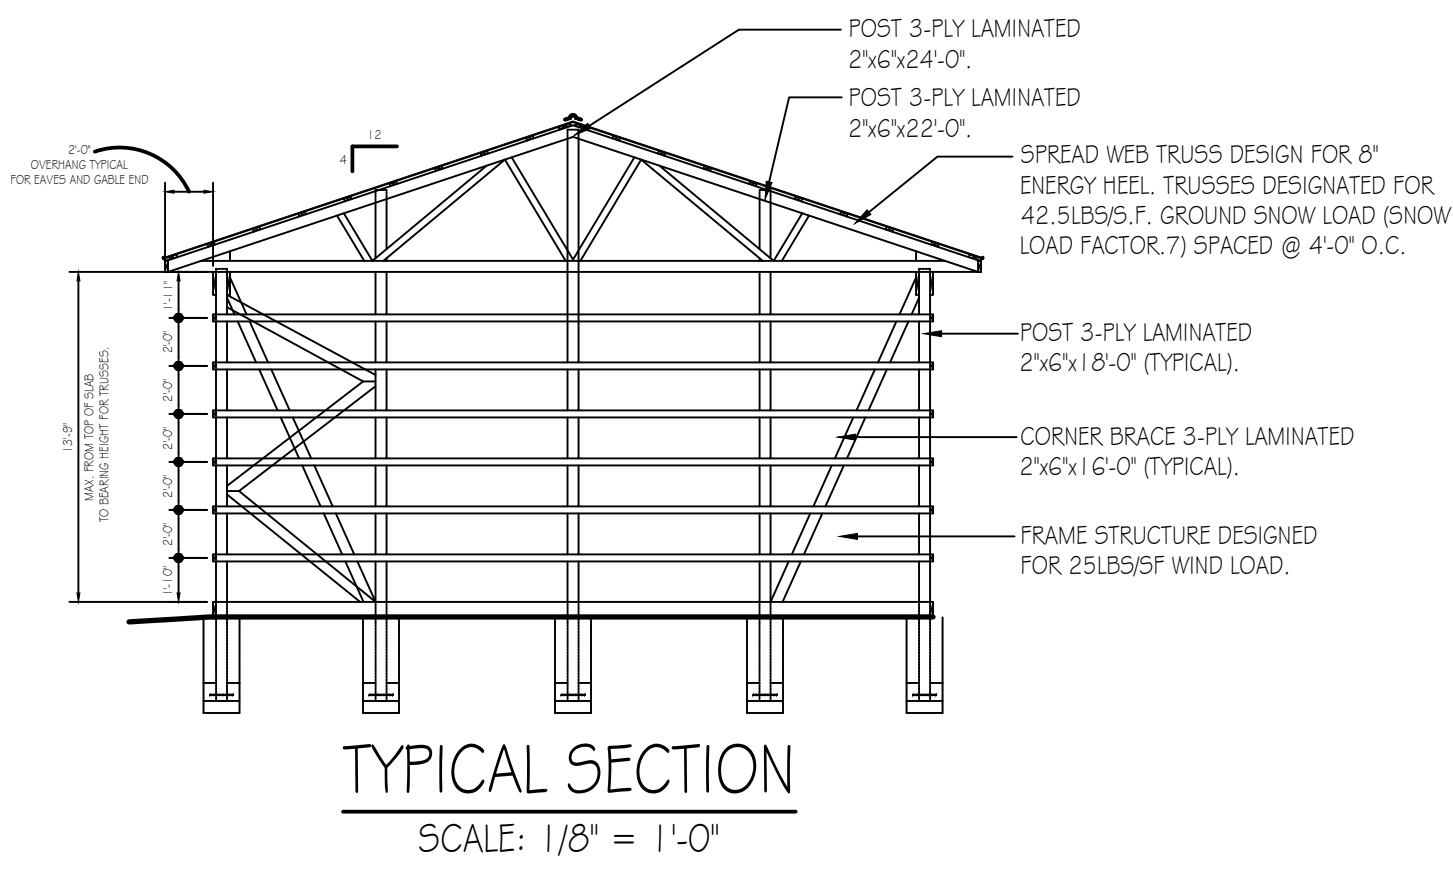 POST 3-PLY LAMINATED
2"x6"x24'-0".
POST 3-PLY LAMINATED
2"x6"x22'-0".
12
4
2'-0"
OVERHANG TYPICAL
FOR EAVES AND GABLE END
SPREAD WEB TRUSS DESIGN FOR 8"
ENERGY HEEL. TRUSSES DESIGNATED FOR
42.5LBS/S.F. GROUND SNOW LOAD (SNOW
LOAD FACTOR.7) SPACED @ 4'-0" O.C.
1'-11"
2'-0"
2'-0"
2'-0"
2'-0"
2'-0"
1'-10"
13'-9"
MAX. FROM TOP OF SLAB
TO BEARING HEIGHT FOR TRUSSES.
POST 3-PLY LAMINATED
2"x6"x18'-0" (TYPICAL).
CORNER BRACE 3-PLY LAMINATED
2"x6"x16'-0" (TYPICAL).
FRAME STRUCTURE DESIGNED
FOR 25LBS/SF WIND LOAD.
TYPICAL SECTION
SCALE: 1/8" = 1'-0"